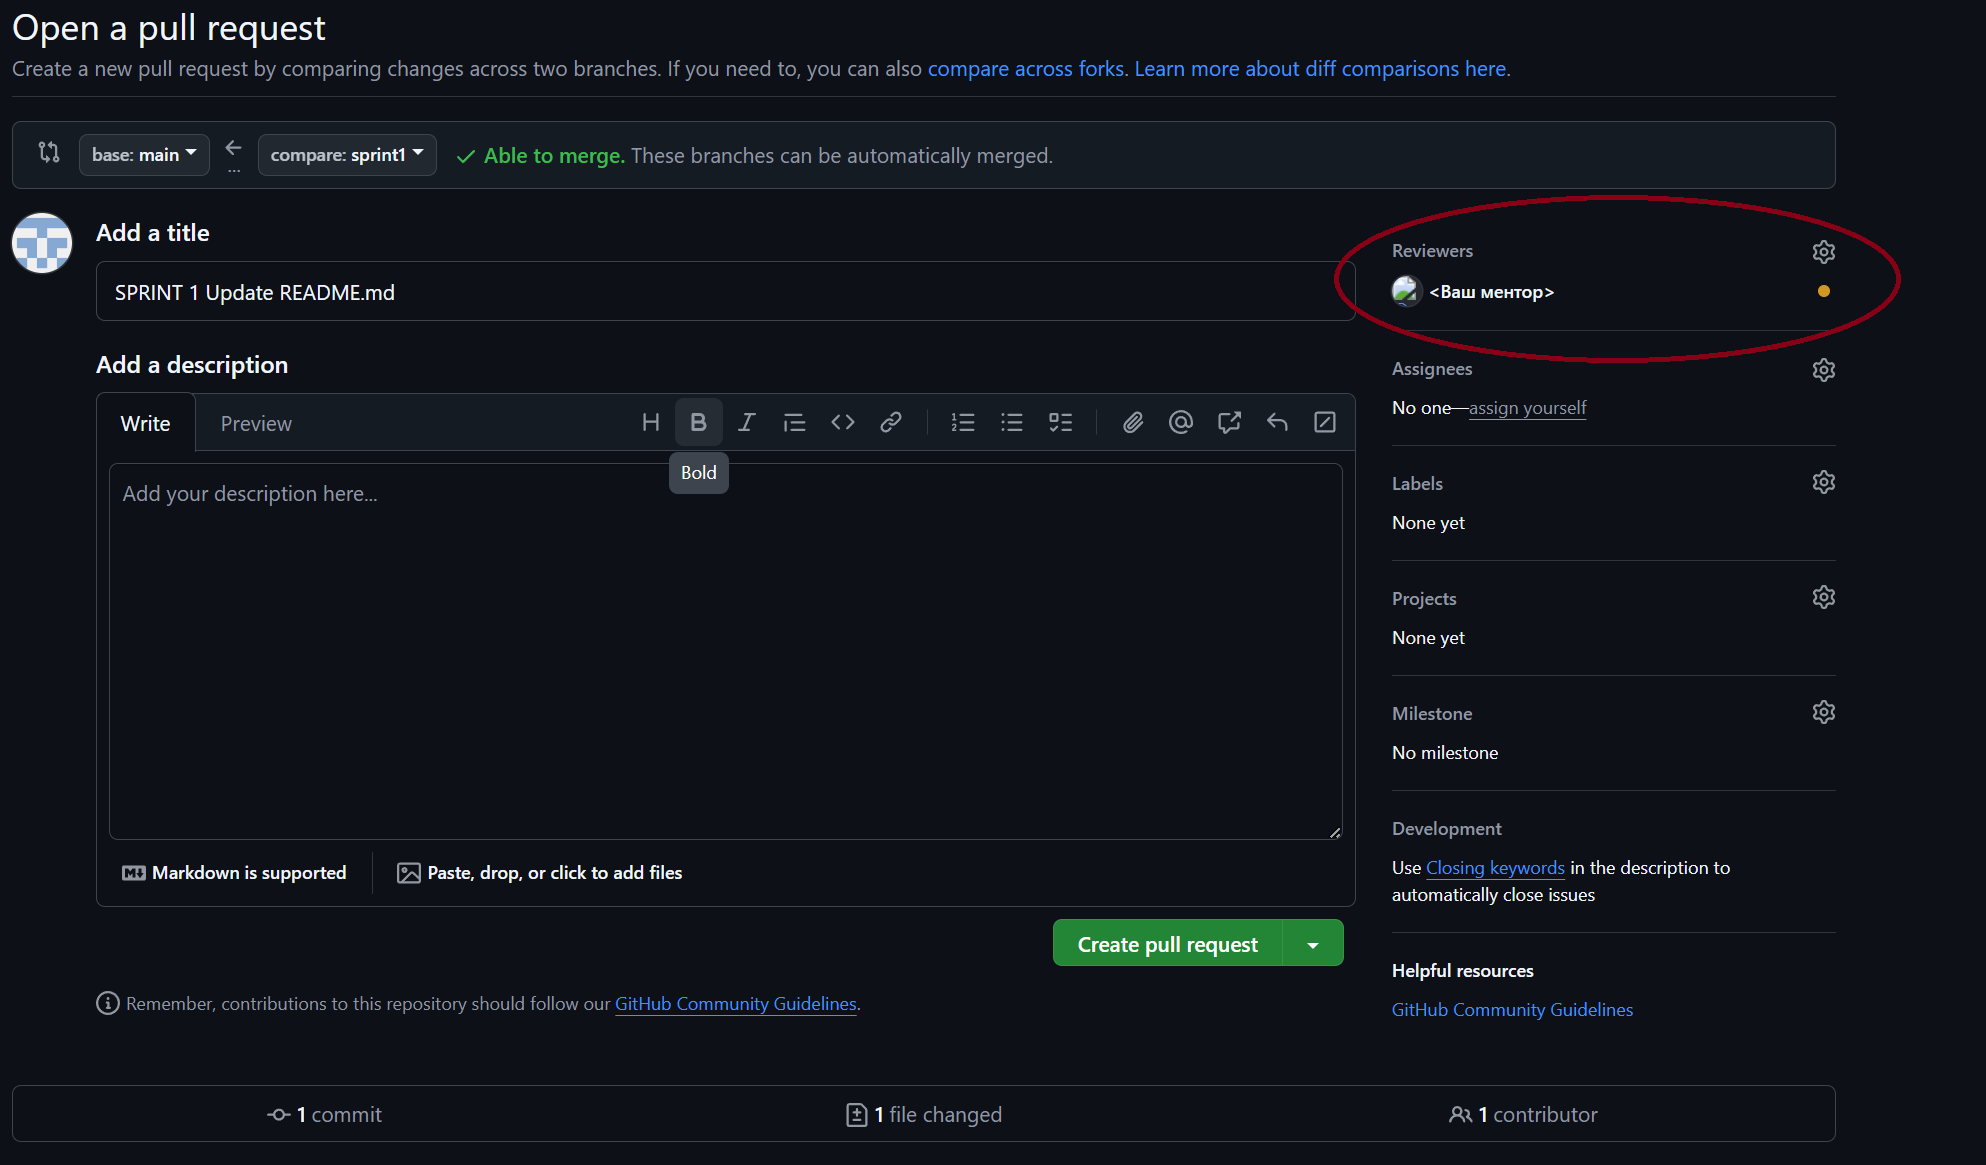 Open a pull request
Create a new pull request by comparing changes across two branches. If you need to, you can also compare across forks. Learn more about diff comparisons here.
base: main
compare: sprint1
Able to merge. These branches can be automatically merged.
Add a title
SPRINT 1 Update README.md
Add a description
Write
Preview
Bold
Add your description here...
Markdown is supported
Paste, drop, or click to add files
Create pull request
Remember, contributions to this repository should follow our GitHub Community Guidelines.
Reviewers
<Ваш ментор>
Assignees
No one—assign yourself
Labels
None yet
Projects
None yet
Milestone
No milestone
Development
Use Closing keywords in the description to
automatically close issues
Helpful resources
GitHub Community Guidelines
1 commit
1 file changed
1 contributor